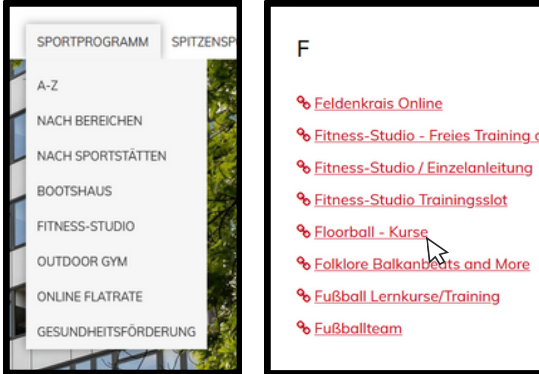 SPORTPROGRAMM
A-Z
NACH BEREICHEN
NACH SPORTSTÄTTEN
BOOTSHAUS
FITNESS-STUDIO
OUTDOOR GYM
ONLINE FLATRATE
GESUNDHEITSFÖRDERUNG
F
Feldenkrais Online
Fitness-Studio - Freies Training
Fitness-Studio / Einzelanleitung
Fitness-Studio Trainingsslot
Floorball - Kurse
Folklore Balkanbeats and More
Fußball Lernkurse/Training
Fußballteam